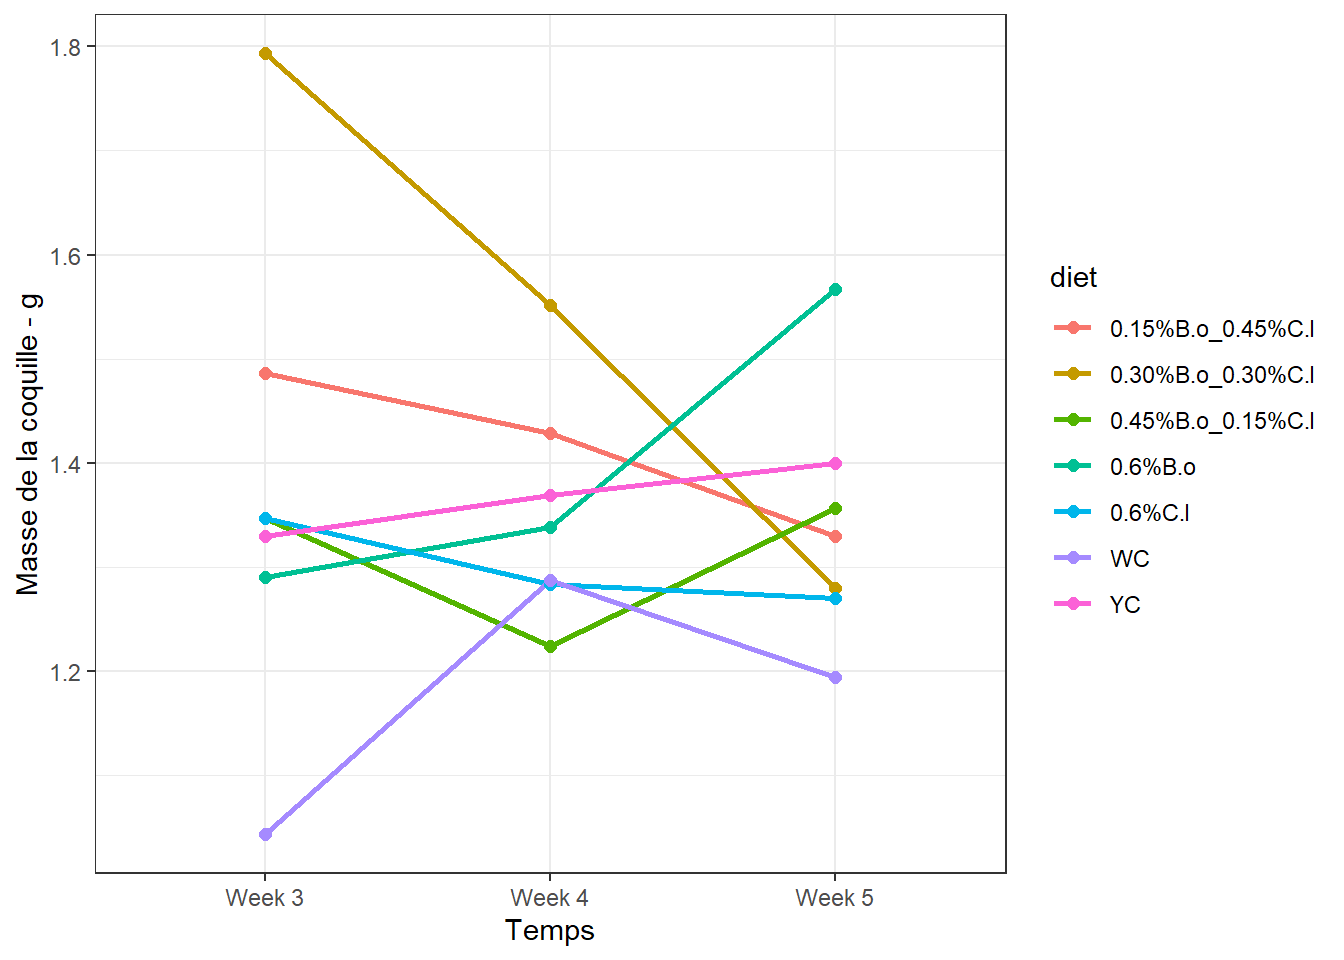 Masse de la coquille - g
1.8
1.6
1.4
1.2
Week 3
Week 4
Week 5
Temps
diet
0.15%B.o_0.45%C.l
0.30%B.o_0.30%C.l
0.45%B.o_0.15%C.l
0.6%B.o
0.6%C.l
WC
YC